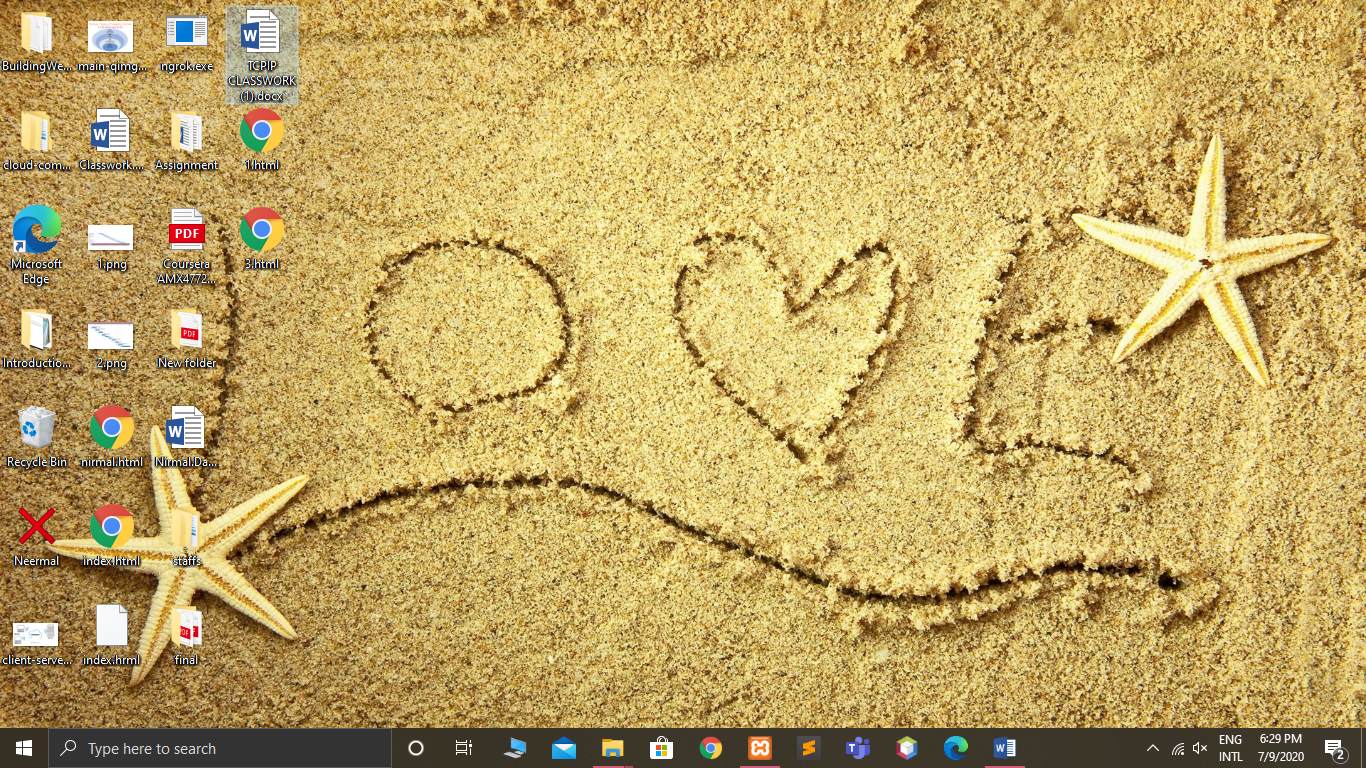 BuildingWe...
main-qimg...
ngrok.exe
TCPIP
CLASSWORK
(1).docx
cloud-com...
Classwork....
Assignment
1.html
Microsoft
Edge
1.png
PDF
Coursera
AMX4772...
3.html
Introductio...
2.png
PDF
New folder
Recycle Bin
nirmal.html
Nirmal.Da...
Neermal
index.html
staffs
client-serve...
index.hrml
final
L O V E
Type here to search
ENG
INTL
6:29 PM
7/9/2020
2